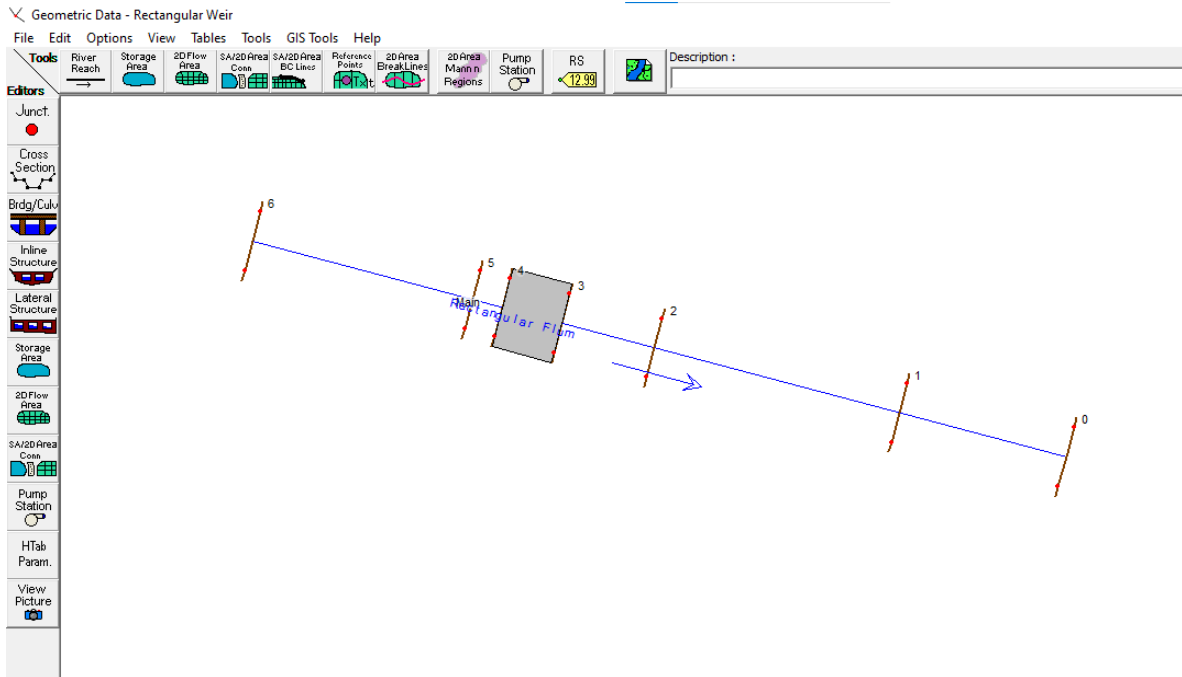 Geometric Data - Rectangular Weir
File Edit Options View Tables Tools GIS Tools Help
Tools
Editors
River
Reach
Storage
Area
2D Flow
Area
SA/2D Area
Conn
SA/2D Area
BC Lines
Reference
Points
2D Area
BreakLines
2D Area
Mann n
Regions
Pump
Station
RS
12.99
Description :
Junct.
Cross
Section
Brdg/Culv
Inline
Structure
Lateral
Structure
Storage
Area
2D Flow
Area
SA/2D Area
Conn
Pump
Station
HTab
Param.
View
Picture
6
5
4
3
Main
Rectangular Flum
2
1
0